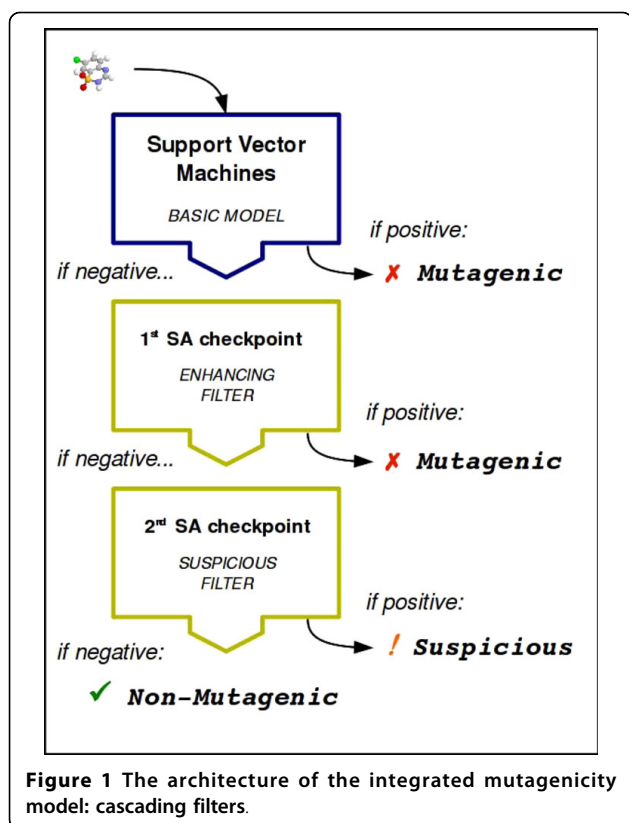 Support Vector
Machines
BASIC MODEL
if positive:
✗ Mutagenic
if negative...
1st SA checkpoint
ENHANCING
FILTER
if positive:
✗ Mutagenic
if negative...
2nd SA checkpoint
SUSPICIOUS
FILTER
if positive:
! Suspicious
if negative:
✓ Non-Mutagenic
Figure 1 The architecture of the integrated mutagenicity
model: cascading filters.